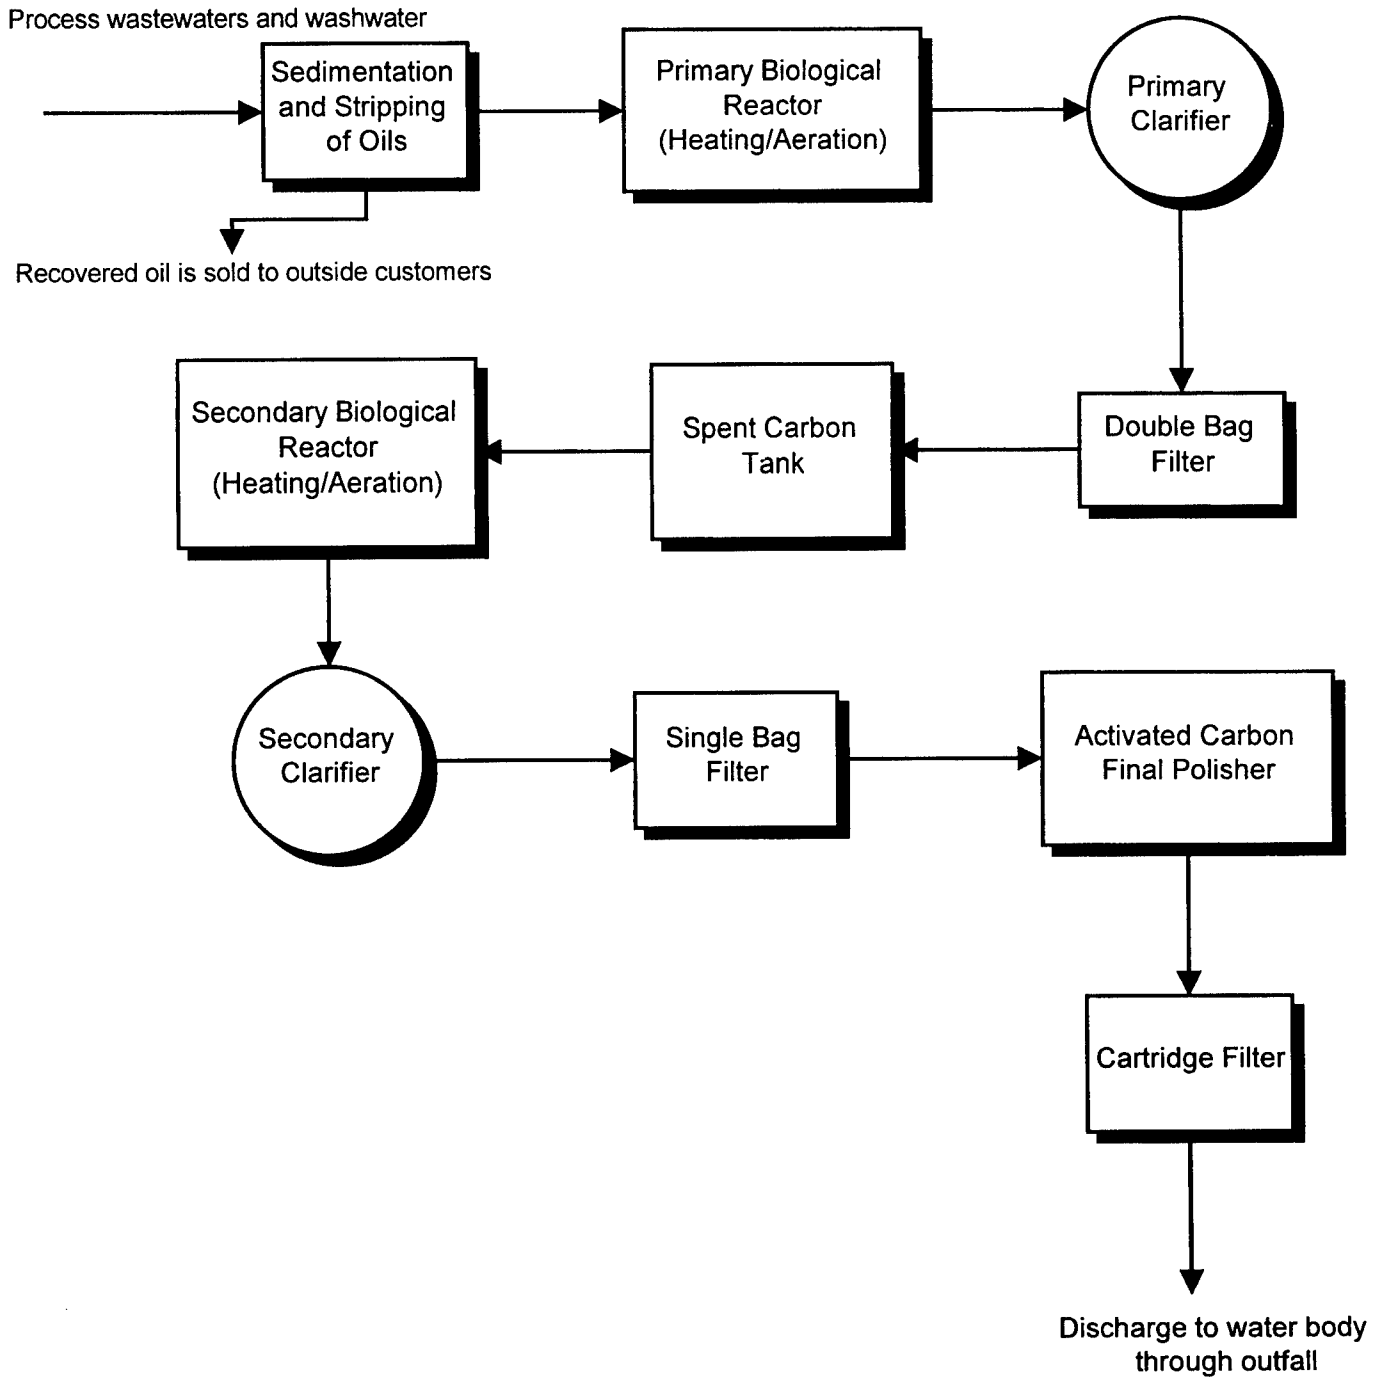 Process wastewaters and washwater
Sedimentation
and Stripping
of Oils
Primary Biological
Reactor
(Heating/Aeration)
Primary
Clarifier
Recovered oil is sold to outside customers
Secondary Biological
Reactor
(Heating/Aeration)
Spent Carbon
Tank
Double Bag
Filter
Secondary
Clarifier
Single Bag
Filter
Activated Carbon
Final Polisher
Cartridge Filter
Discharge to water body
through outfall